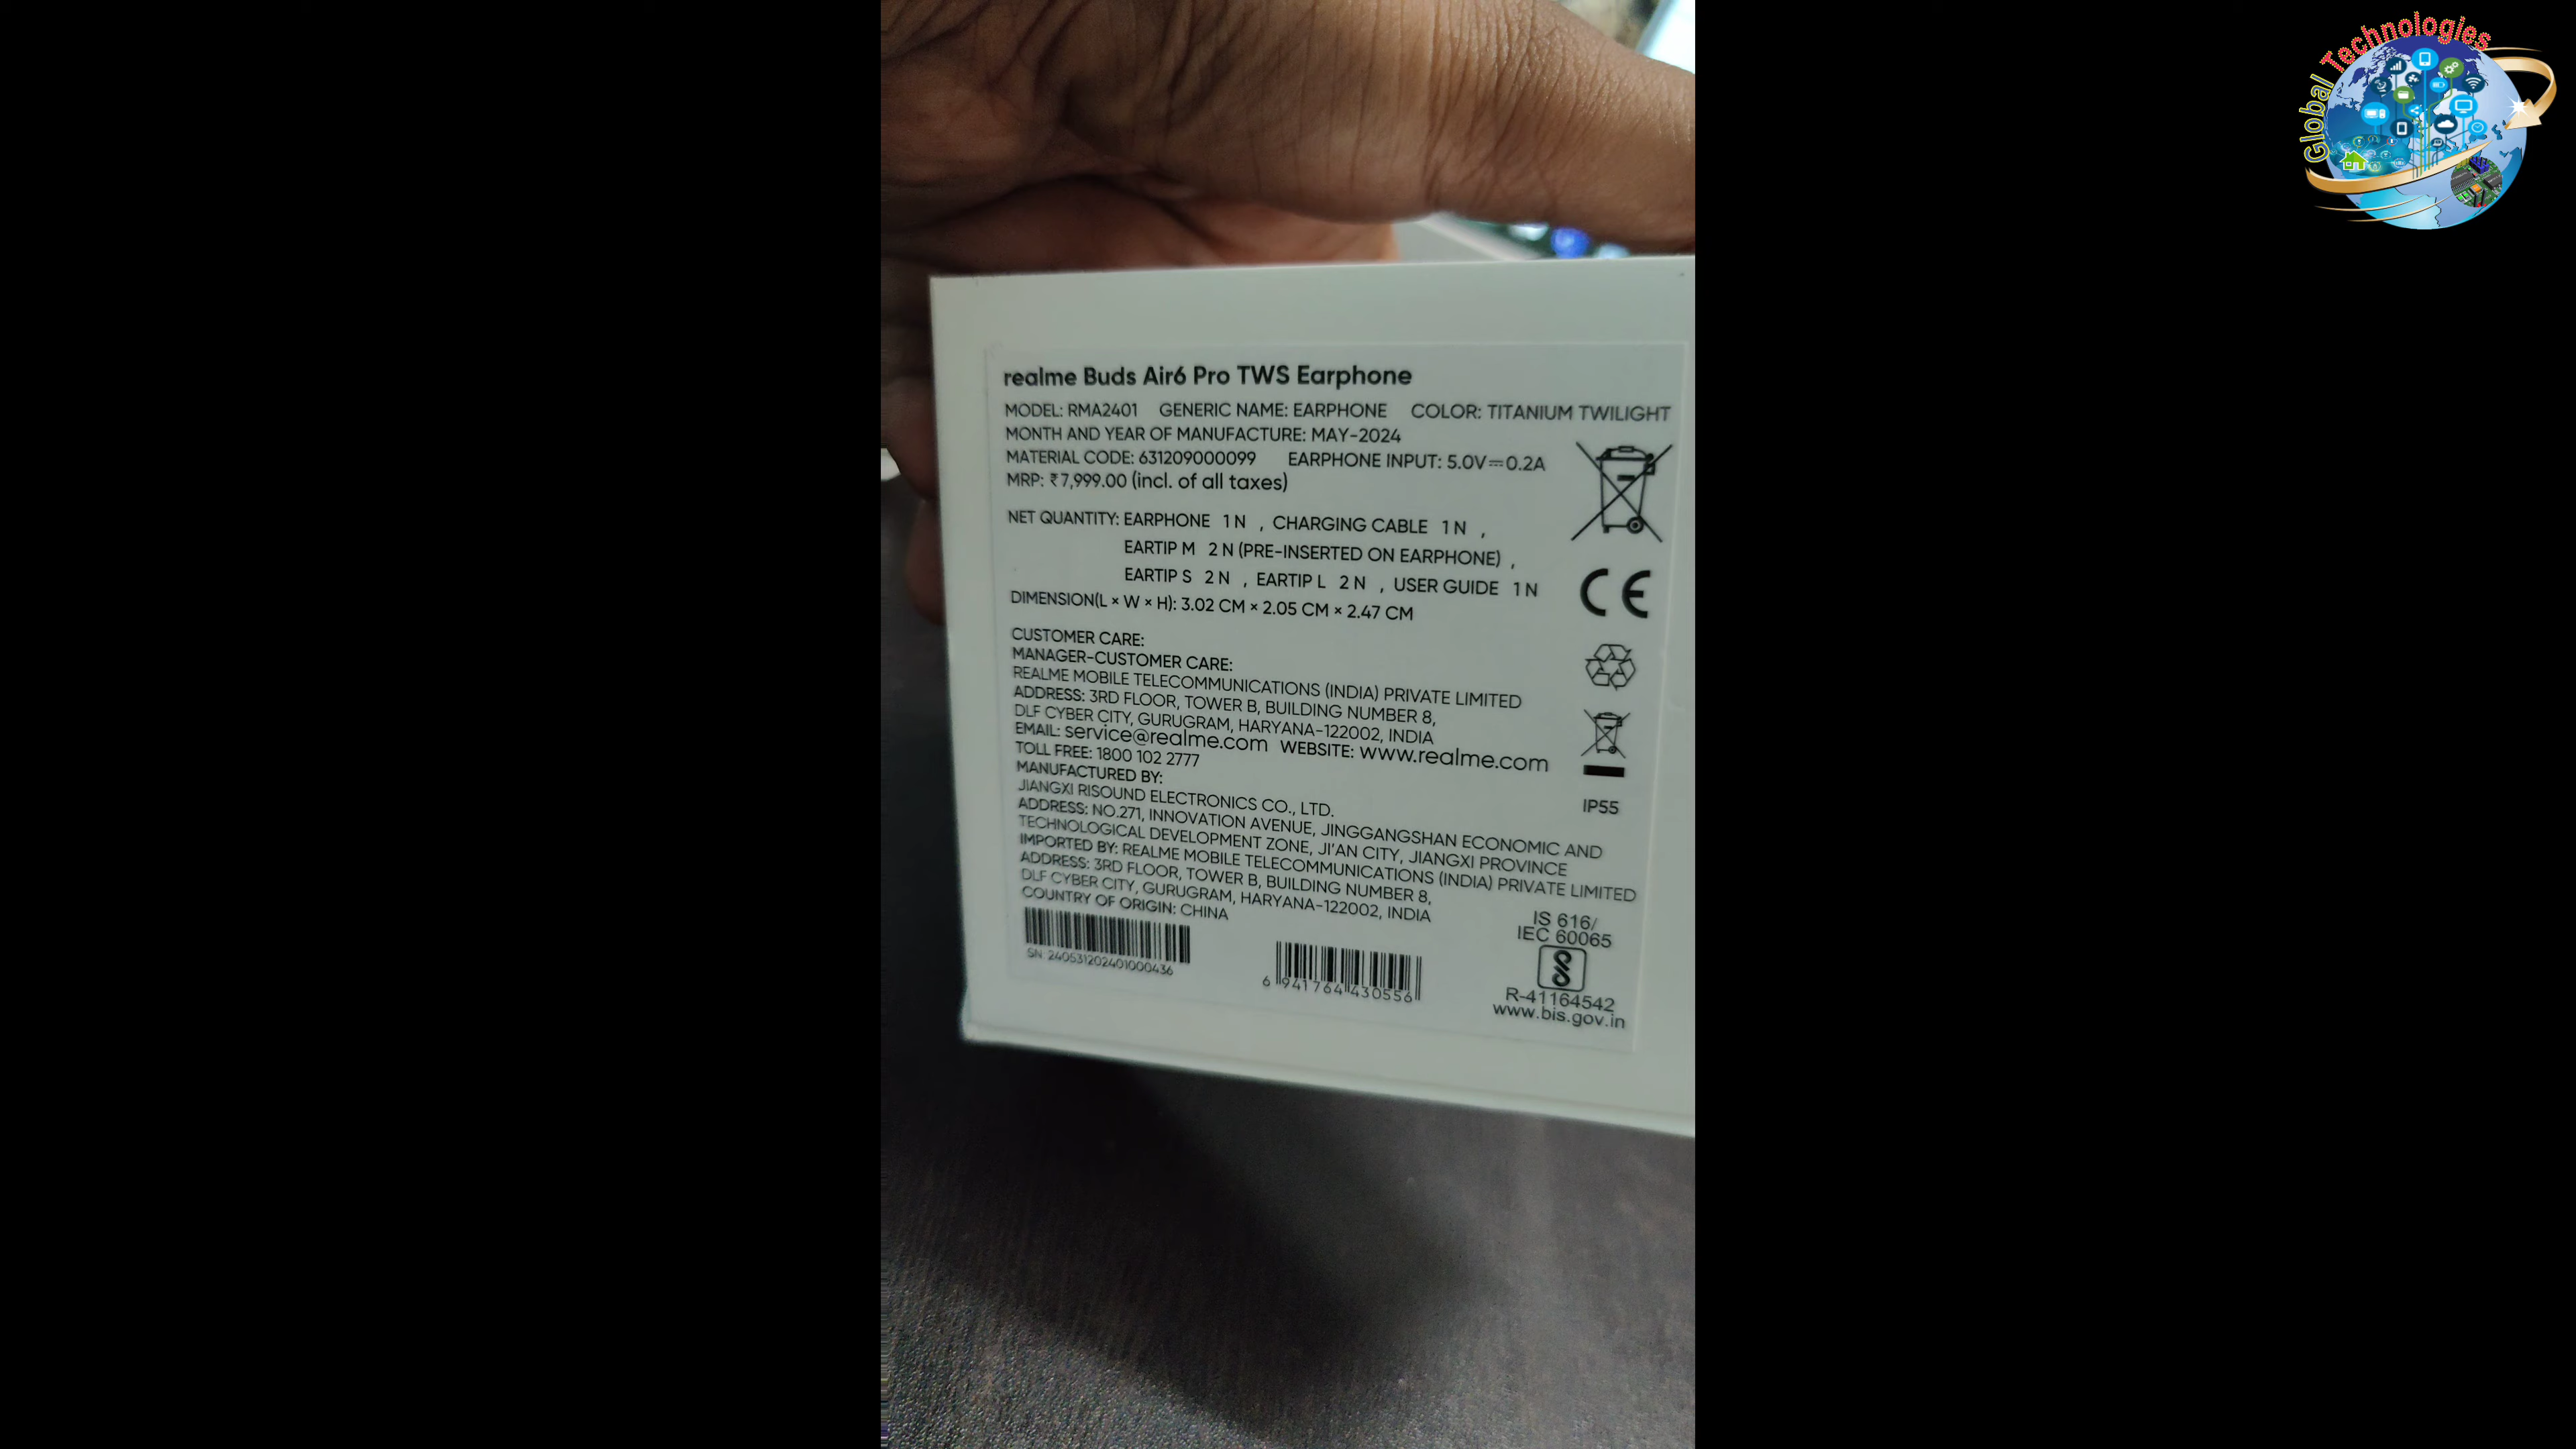 Global Technologies
realme Buds Air6 Pro TWS Earphone
MODEL: RMA2401 GENERIC NAME: EARPHONE COLOR: TITANIUM TWILIGHT
MONTH AND YEAR OF MANUFACTURE: MAY-2024
MATERIAL CODE: 631209000099 EARPHONE INPUT: 5.0V⎓0.2A
MRP: ₹7,999.00 (incl. of all taxes)
NET QUANTITY: EARPHONE 1 N , CHARGING CABLE 1 N ,
EARTIP M 2 N (PRE-INSERTED ON EARPHONE) ,
EARTIP S 2 N , EARTIP L 2 N , USER GUIDE 1 N
DIMENSION(L × W × H): 3.02 CM × 2.05 CM × 2.47 CM
CE
CUSTOMER CARE:
MANAGER-CUSTOMER CARE:
REALME MOBILE TELECOMMUNICATIONS (INDIA) PRIVATE LIMITED
ADDRESS: 3RD FLOOR, TOWER B, BUILDING NUMBER 8,
DLF CYBER CITY, GURUGRAM, HARYANA-122002, INDIA
EMAIL: service@realme.com WEBSITE: www.realme.com
TOLL FREE: 1800 102 2777
MANUFACTURED BY:
JIANGXI RISOUND ELECTRONICS CO., LTD.
IP55
ADDRESS: NO.271, INNOVATION AVENUE, JINGGANGSHAN ECONOMIC AND
TECHNOLOGICAL DEVELOPMENT ZONE, JI'AN CITY, JIANGXI PROVINCE
IMPORTED BY: REALME MOBILE TELECOMMUNICATIONS (INDIA) PRIVATE LIMITED
ADDRESS: 3RD FLOOR, TOWER B, BUILDING NUMBER 8,
DLF CYBER CITY, GURUGRAM, HARYANA-122002, INDIA
COUNTRY OF ORIGIN: CHINA
SN: 240531202401000436
6 941764 430556
IS 616/
IEC 60065
R-41164542
www.bis.gov.in